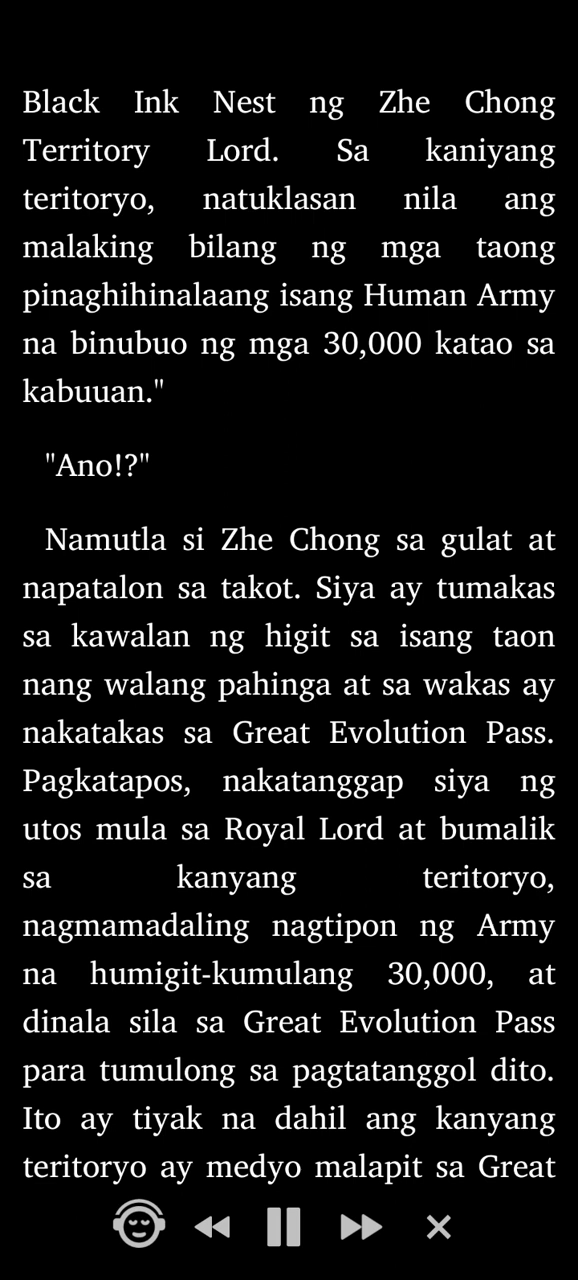 Black Ink Nest ng Zhe Chong
Territory Lord. Sa kaniyang
teritoryo, natuklasan nila ang
malaking bilang ng mga taong
pinaghihinalaang isang Human Army
na binubuo ng mga 30,000 katao sa
kabuuan."
"Ano!?"
Namutla si Zhe Chong sa gulat at
napatalon sa takot. Siya ay tumakas
sa kawalan ng higit sa isang taon
nang walang pahinga at sa wakas ay
nakatakas sa Great Evolution Pass.
Pagkatapos, nakatanggap siya ng
utos mula sa Royal Lord at bumalik
sa kanyang teritoryo,
nagmamadaling nagtipon ng Army
na humigit-kumulang 30,000, at
dinala sila sa Great Evolution Pass
para tumulong sa pagtatanggol dito.
Ito ay tiyak na dahil ang kanyang
teritoryo ay medyo malapit sa Great